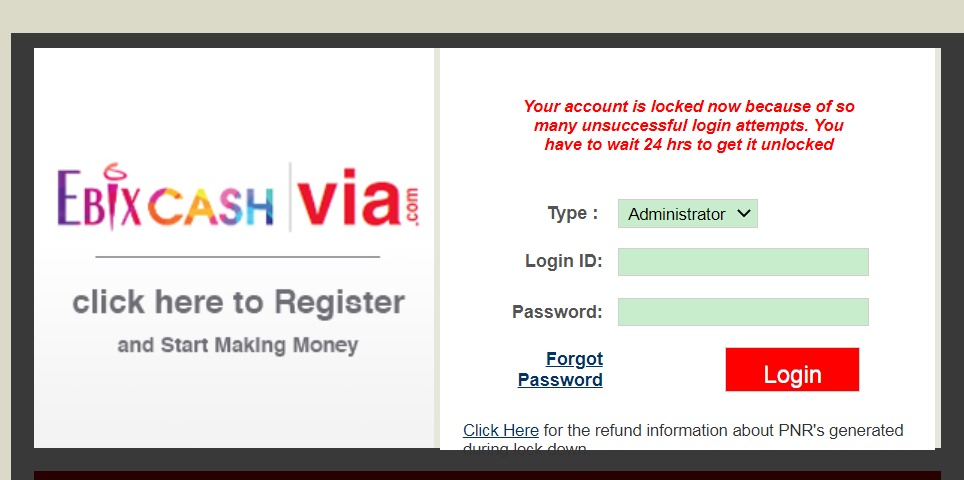 EBIXCASH via.com
click here to Register
and Start Making Money
Your account is locked now because of so
many unsuccessful login attempts. You
have to wait 24 hrs to get it unlocked
Type :
Administrator
Login ID:
Password:
Forgot
Password
Login
Click Here for the refund information about PNR's generated
during lock down